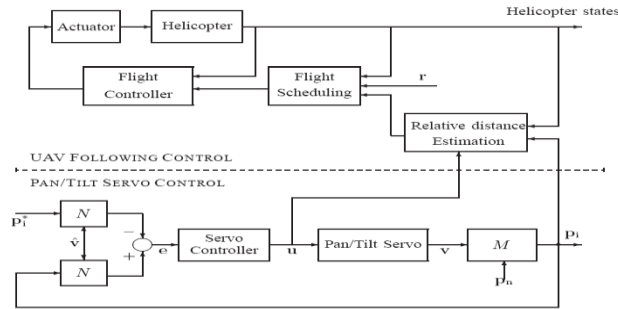 Helicopter states
Actuator
Helicopter
Flight
Controller
Flight
Scheduling
r
Relative distance
Estimation
UAV FOLLOWING CONTROL
PAN/TILT SERVO CONTROL
p*i
N
v̂
N
−
+
e
Servo
Controller
u
Pan/Tilt Servo
v
M
pi
pn